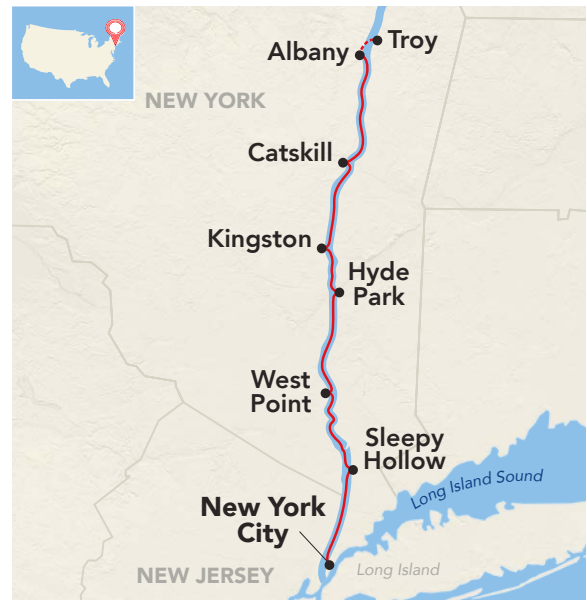 Troy
Albany
NEW YORK
Catskill
Kingston
Hyde
Park
West
Point
Sleepy
Hollow
Long Island Sound
New York
City
Long Island
NEW JERSEY